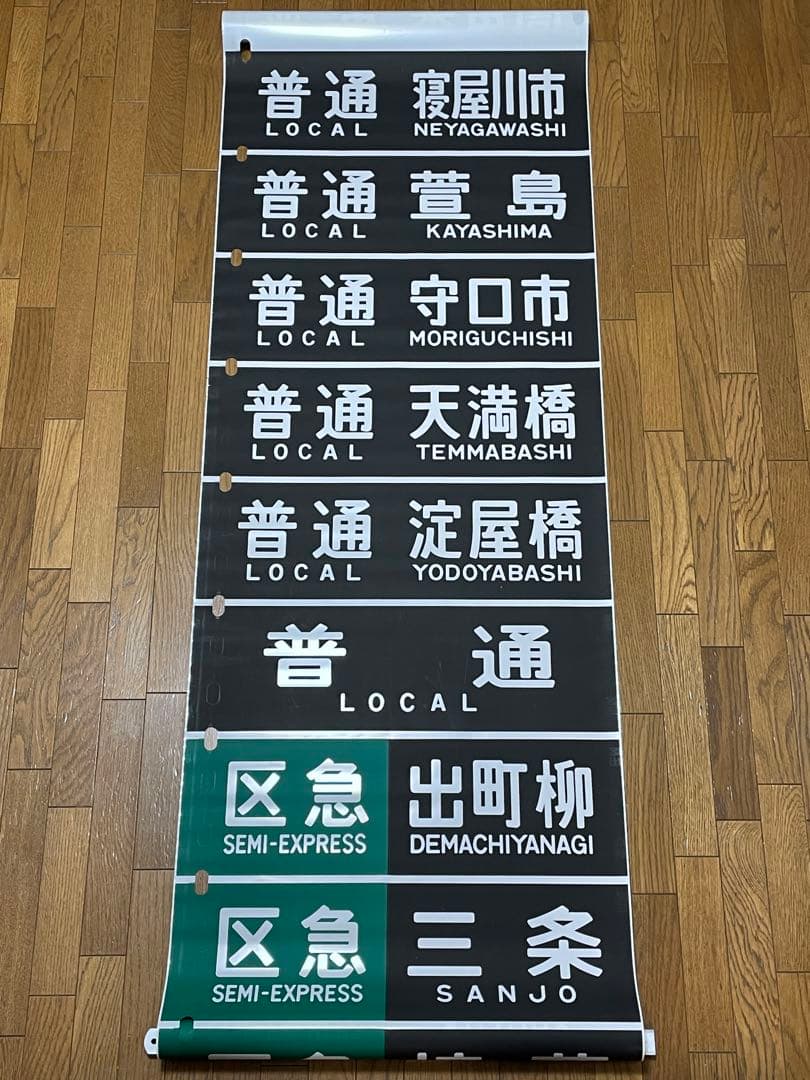 普通 寝屋川市
LOCAL NEYAGAWASHI
普通 萱島
LOCAL KAYASHIMA
普通 守口市
LOCAL MORIGUCHISHI
普通 天満橋
LOCAL TEMMABASHI
普通 淀屋橋
LOCAL YODOYABASHI
普通
LOCAL
区急 出町柳
SEMI-EXPRESS DEMACHIYANAGI
区急 三条
SEMI-EXPRESS SANJO